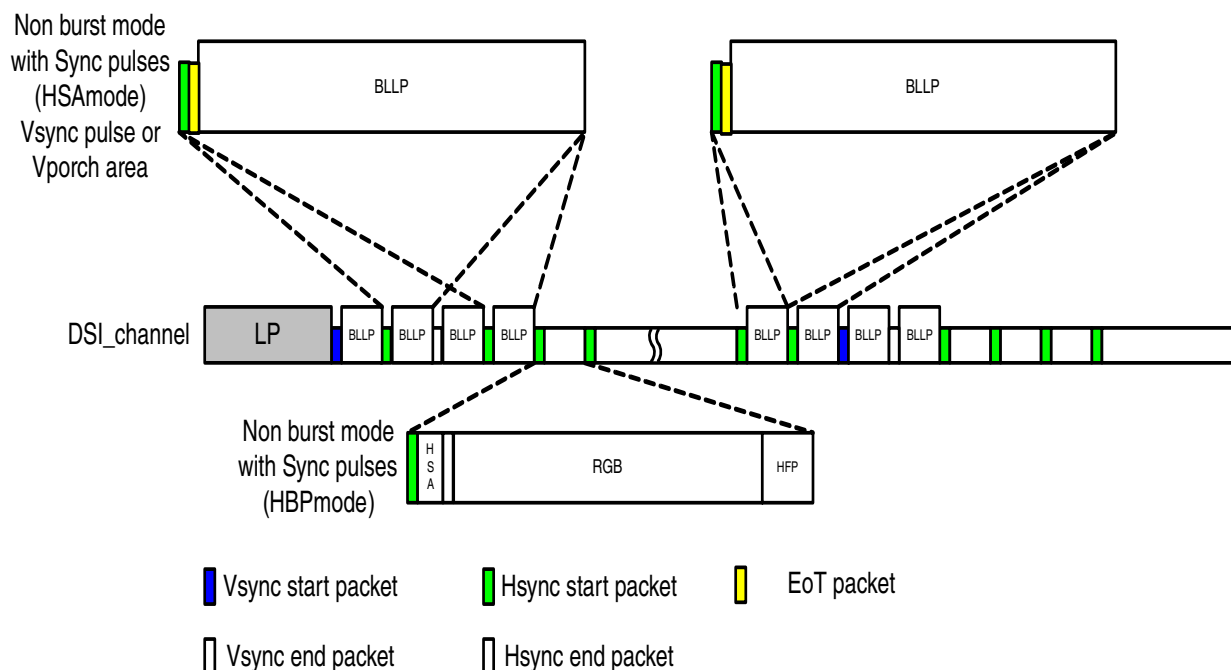 Non burst mode
with Sync pulses
(HSAmode)
Vsync pulse or
Vporch area
BLLP
BLLP
DSI_channel
LP
BLLP
BLLP
BLLP
BLLP
BLLP
BLLP
BLLP
BLLP
Non burst mode
with Sync pulses
(HBPmode)
H
S
A
RGB
HFP
Vsync start packet
Hsync start packet
EoT packet
Vsync end packet
Hsync end packet